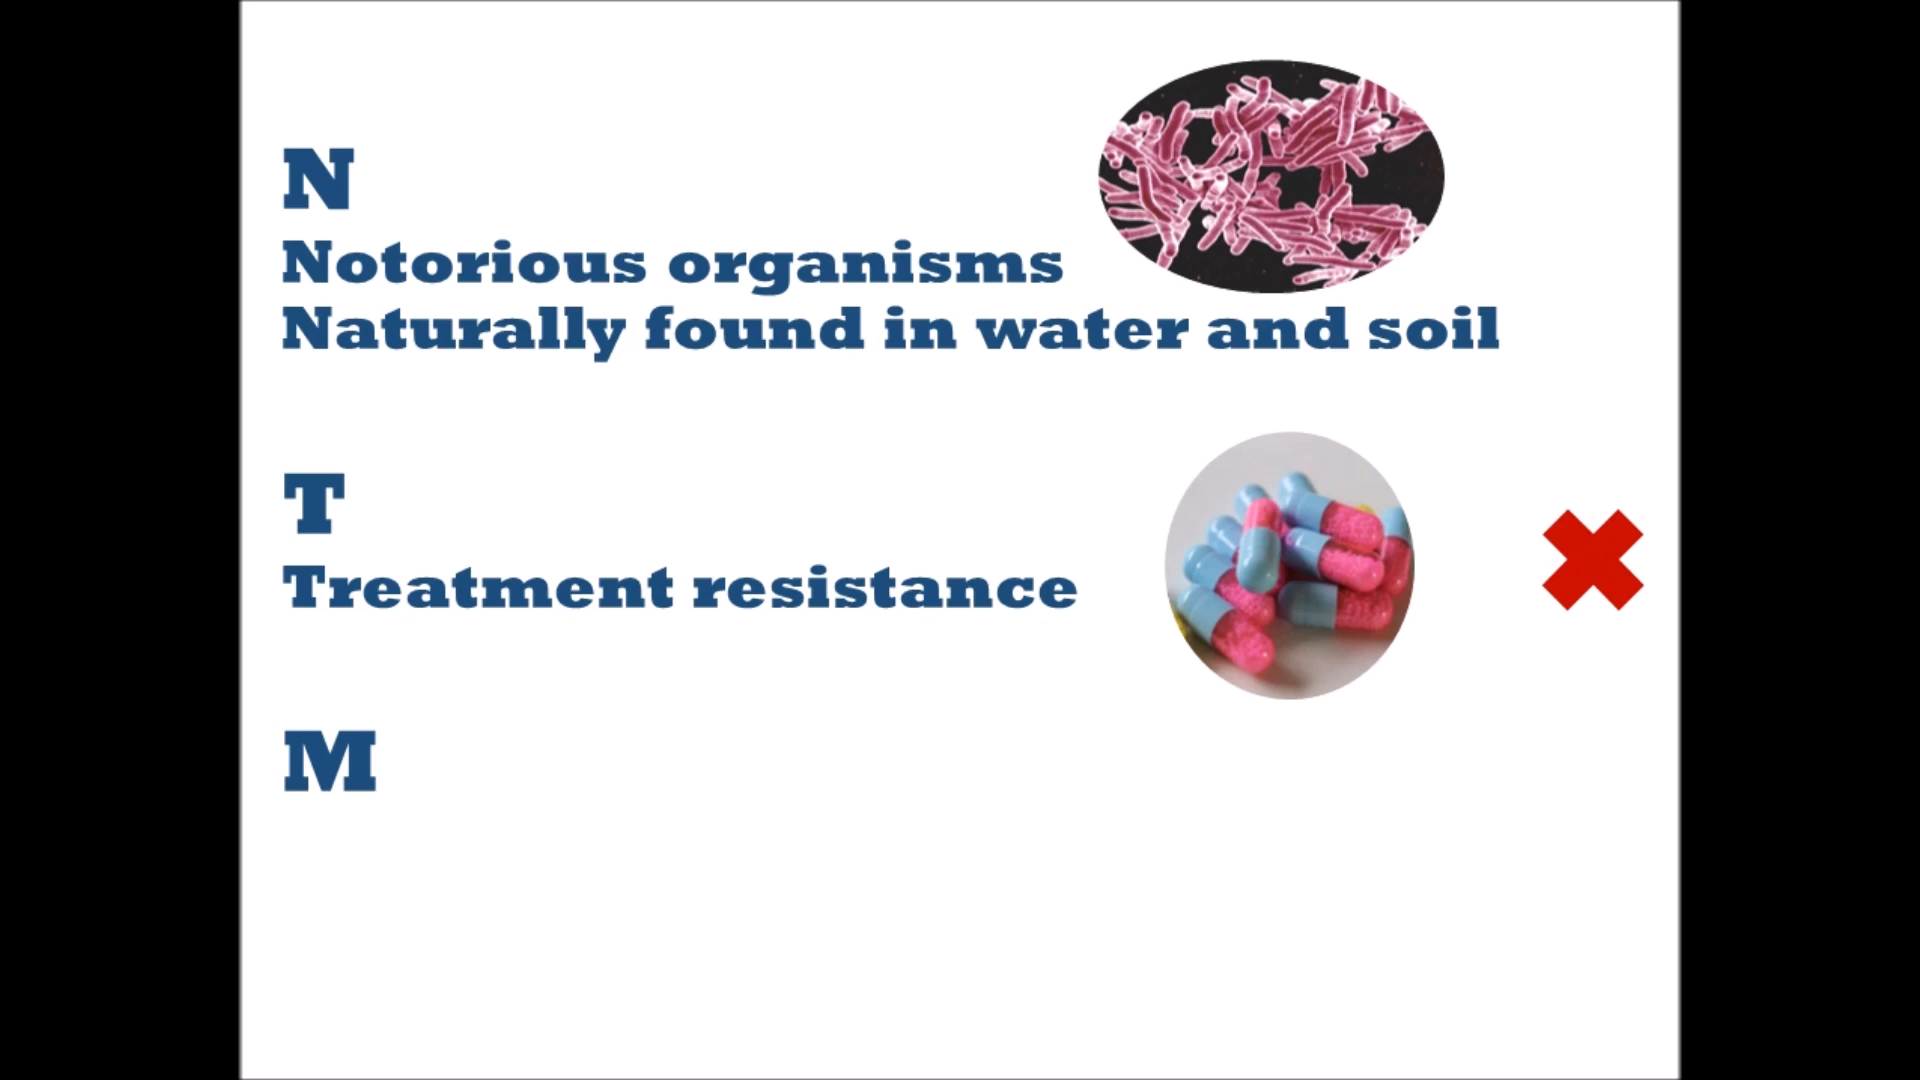 N
Notorious organisms
Naturally found in water and soil
T
Treatment resistance
M